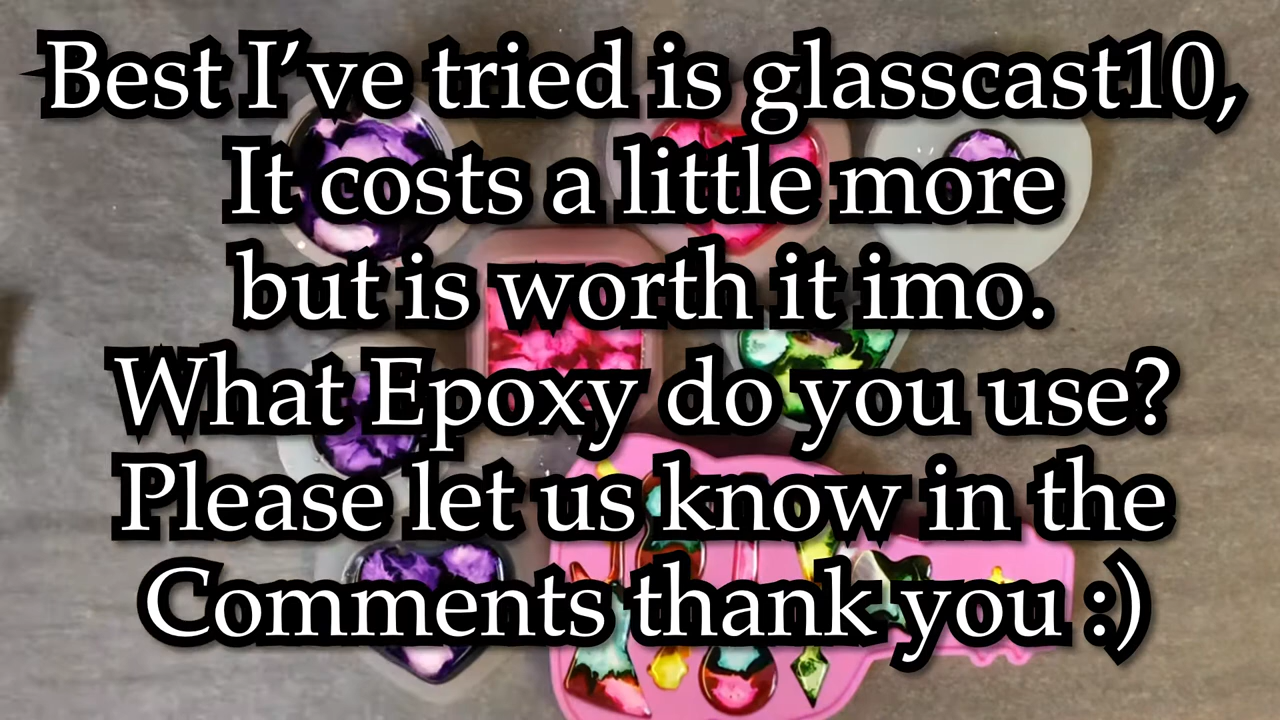 Best I’ve tried is glasscast10,
It costs a little more
but is worth it imo.
What Epoxy do you use?
Please let us know in the
Comments thank you :)